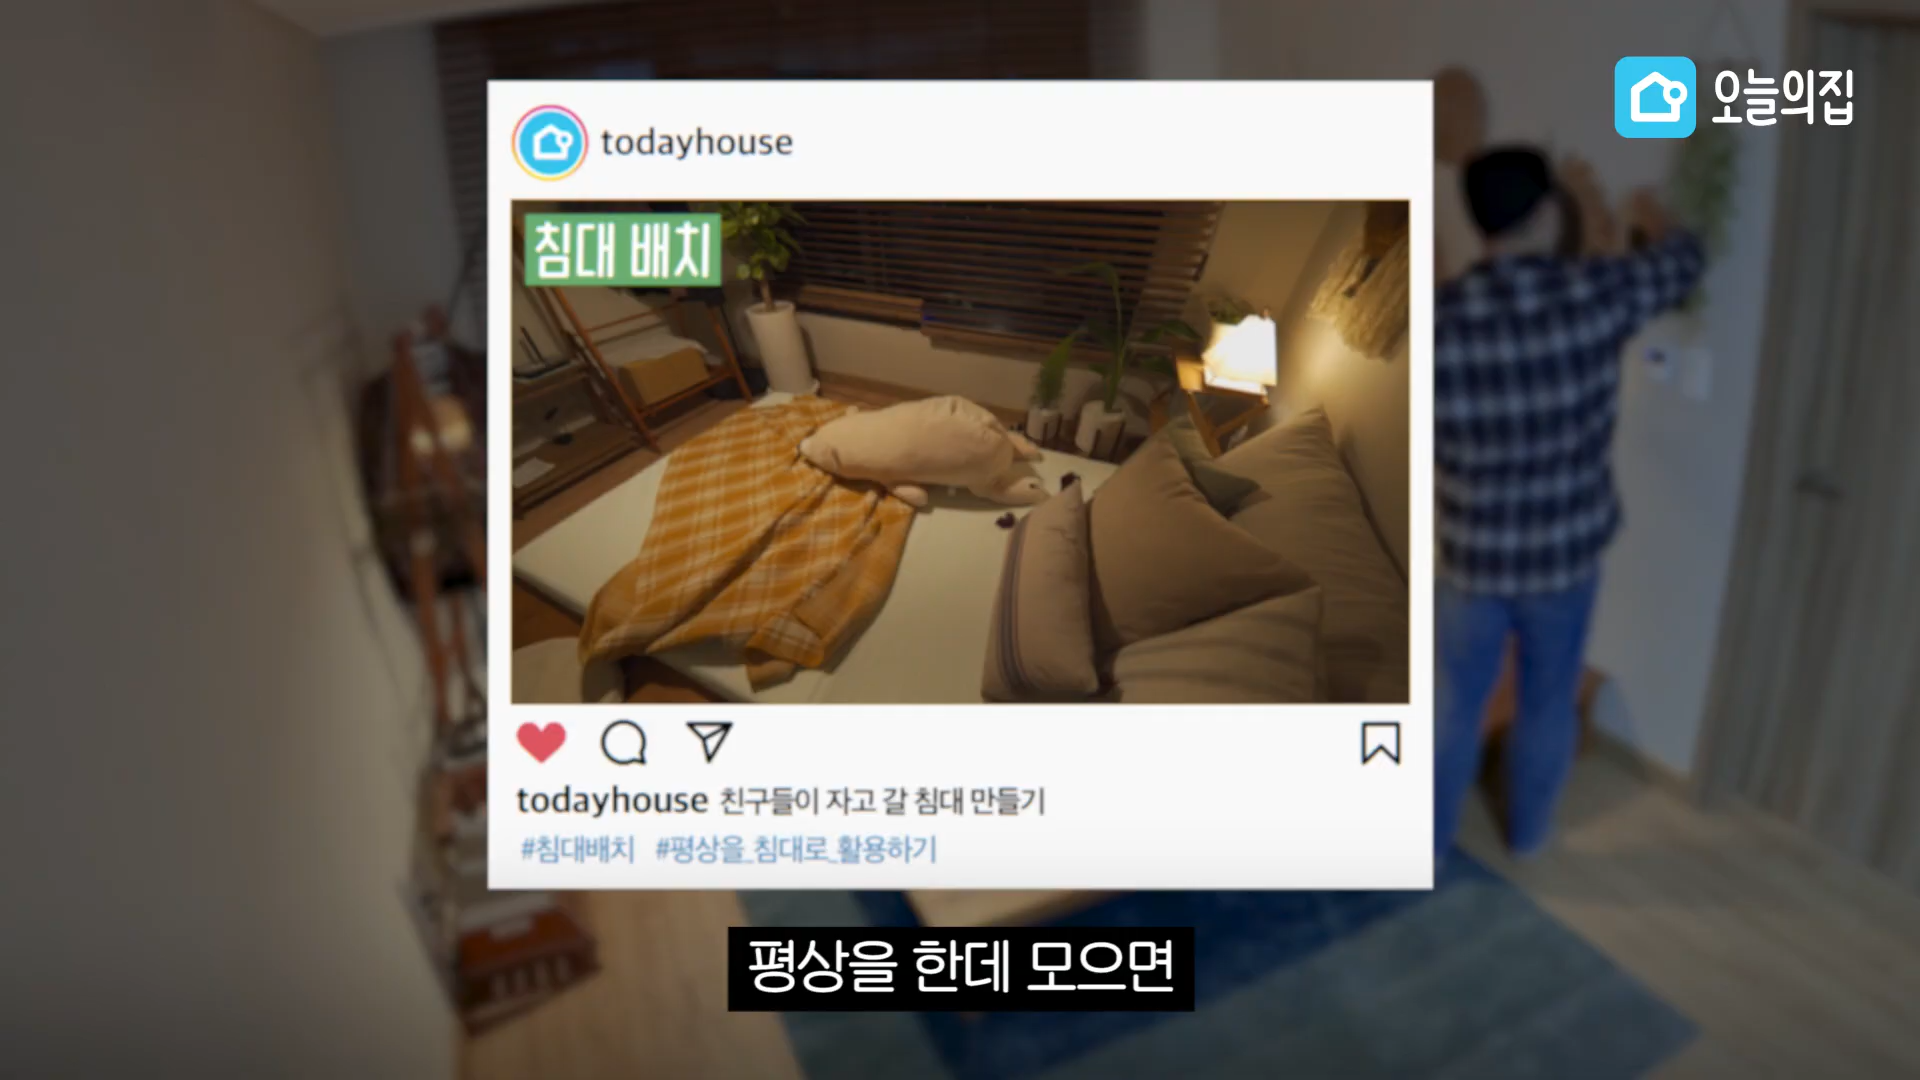 오늘의집
todayhouse
침대 배치
todayhouse 친구들이 자고 갈 침대 만들기
#침대배치 #평상을_침대로_활용하기
평상을 한데 모으면